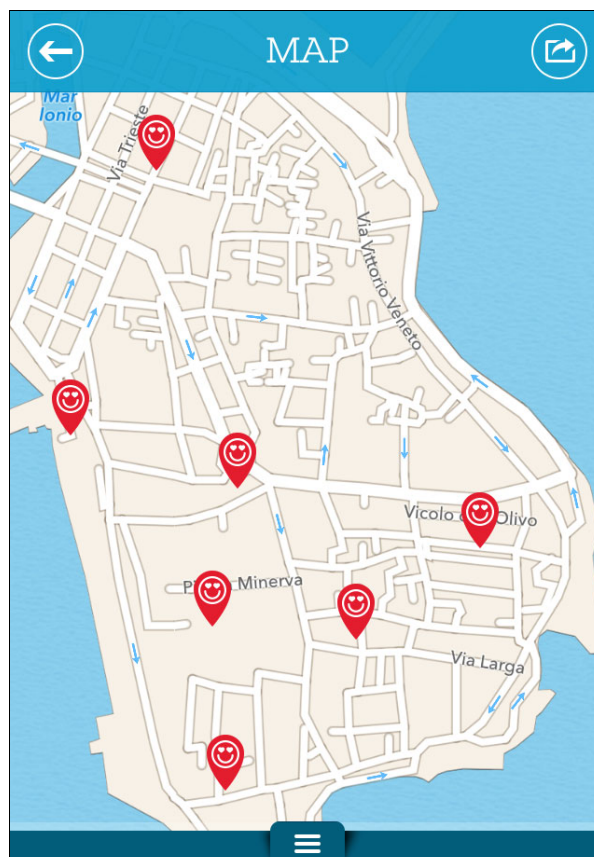 MAP
Mar
Ionio
Via Trieste
Via Vittorio Veneto
Vicolo
Olivo
Minerva
Via Larga